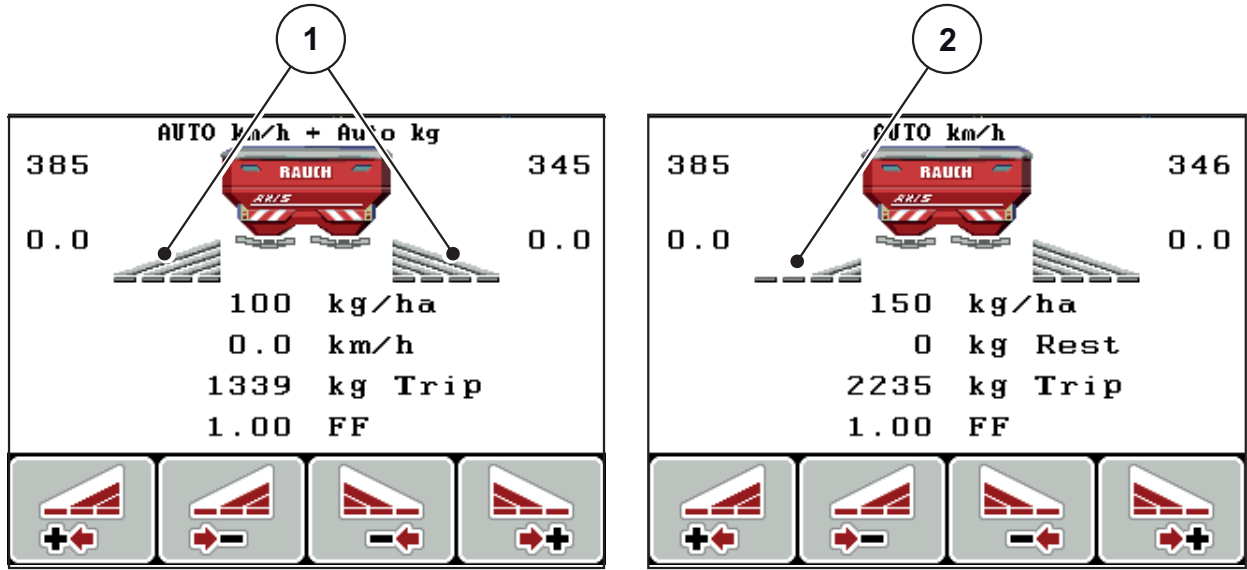 1
2
AUTO km/h + Auto kg
385
345
RAUCH
AXIS
0.0
0.0
100 kg/ha
0.0 km/h
1339 kg Trip
1.00 FF
AUTO km/h
385
346
RAUCH
AXIS
0.0
0.0
150 kg/ha
0 kg Rest
2235 kg Trip
1.00 FF